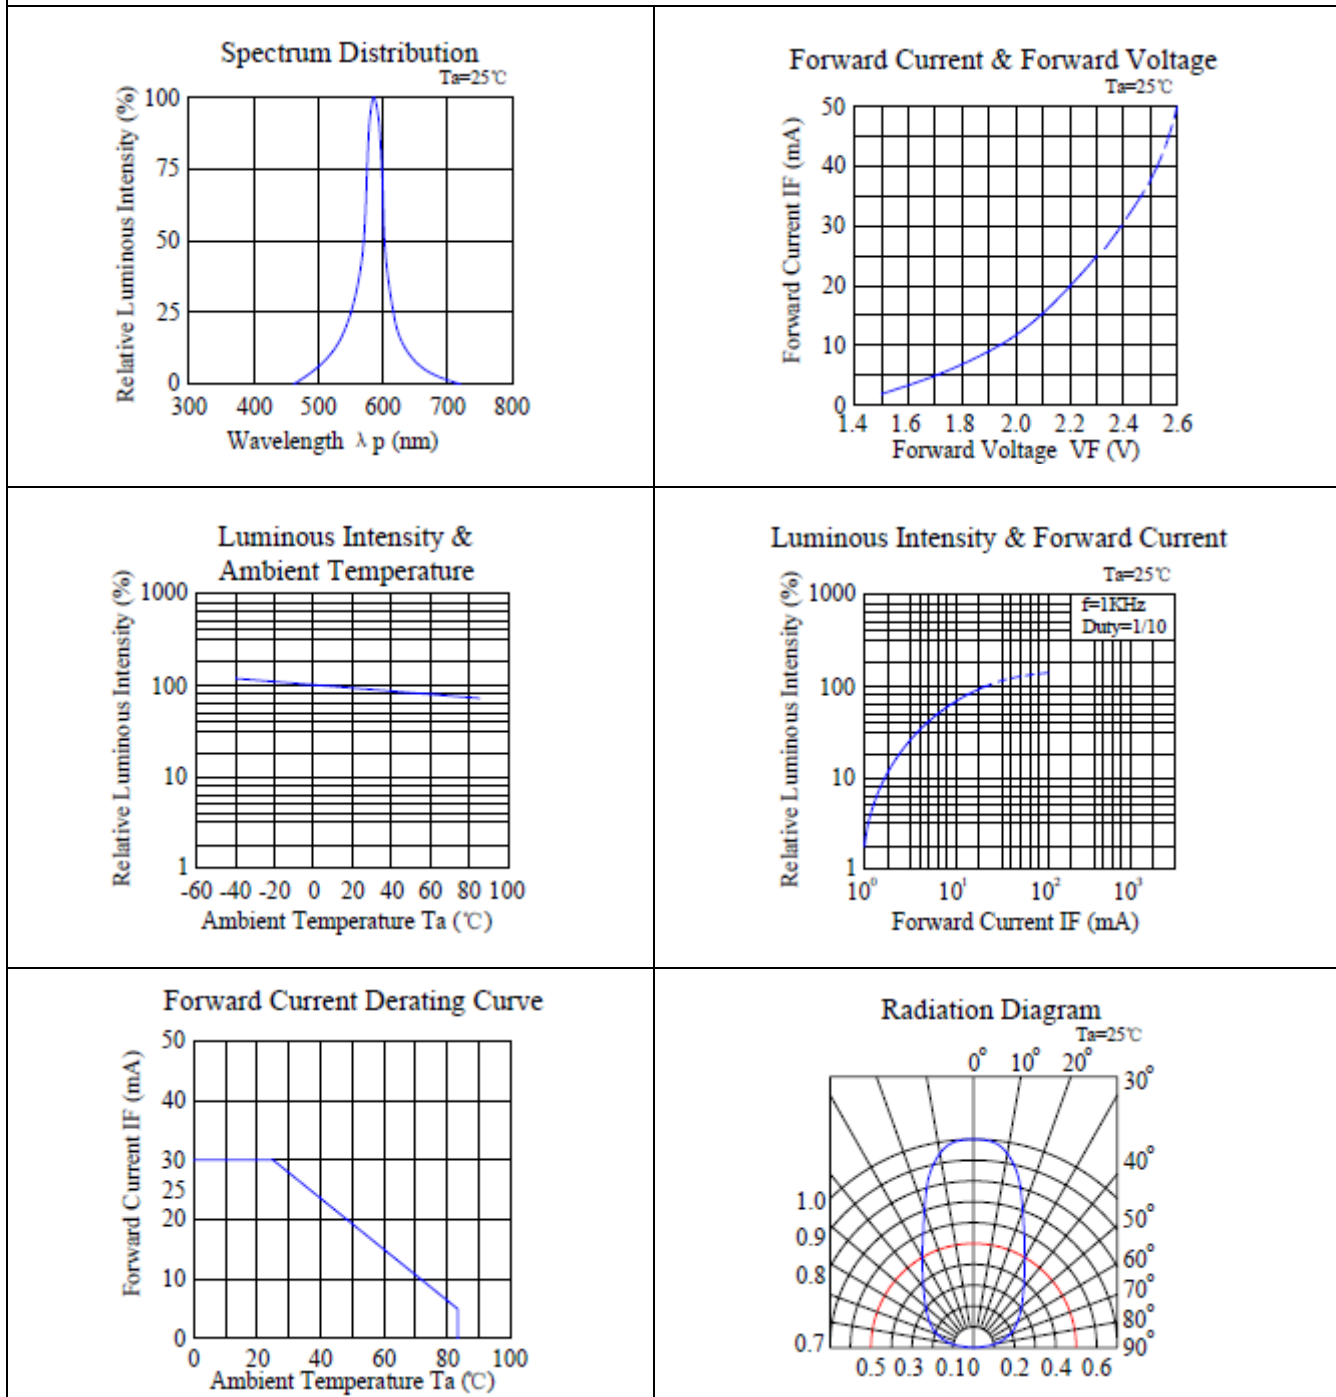 Spectrum Distribution
Ta=25℃
Relative Luminous Intensity (%)
100
75
50
25
0
300 400 500 600 700 800
Wavelength λ p (nm)
Forward Current & Forward Voltage
Ta=25℃
Forward Current IF (mA)
50
40
30
20
10
0
1.4 1.6 1.8 2.0 2.2 2.4 2.6
Forward Voltage VF (V)
Luminous Intensity &
Ambient Temperature
Relative Luminous Intensity (%)
1000
100
10
1
-60 -40 -20 0 20 40 60 80 100
Ambient Temperature Ta (℃)
Luminous Intensity & Forward Current
Ta=25℃
f=1KHz
Duty=1/10
Relative Luminous Intensity (%)
1000
100
10
1
10⁰ 10¹ 10² 10³
Forward Current IF (mA)
Forward Current Derating Curve
Forward Current IF (mA)
50
40
30
25
20
10
0
0 20 40 60 80 100
Ambient Temperature Ta (℃)
Radiation Diagram
Ta=25℃
0° 10° 20°
30°
40°
50°
60°
70°
80°
90°
1.0
0.9
0.8
0.7
0.5 0.3 0.1 0 0.2 0.4 0.6